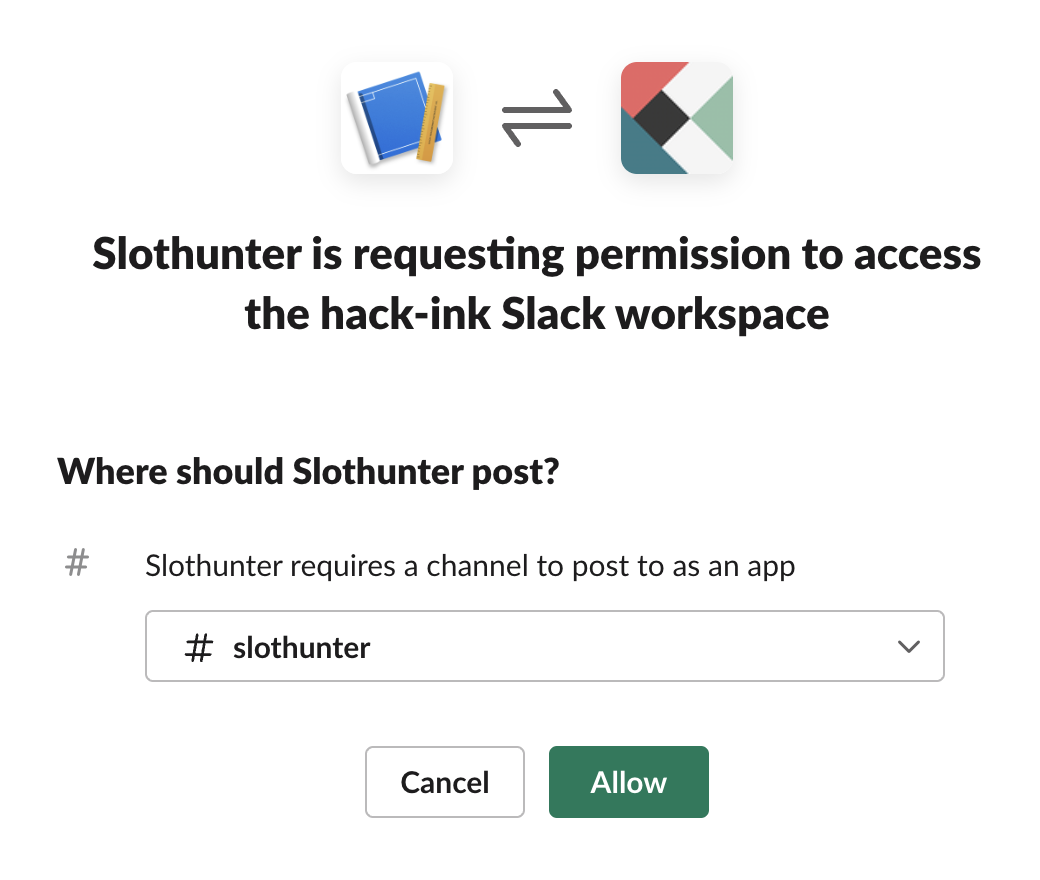 Slothunter is requesting permission to access
the hack-ink Slack workspace
Where should Slothunter post?
# Slothunter requires a channel to post to as an app
# slothunter
Cancel Allow